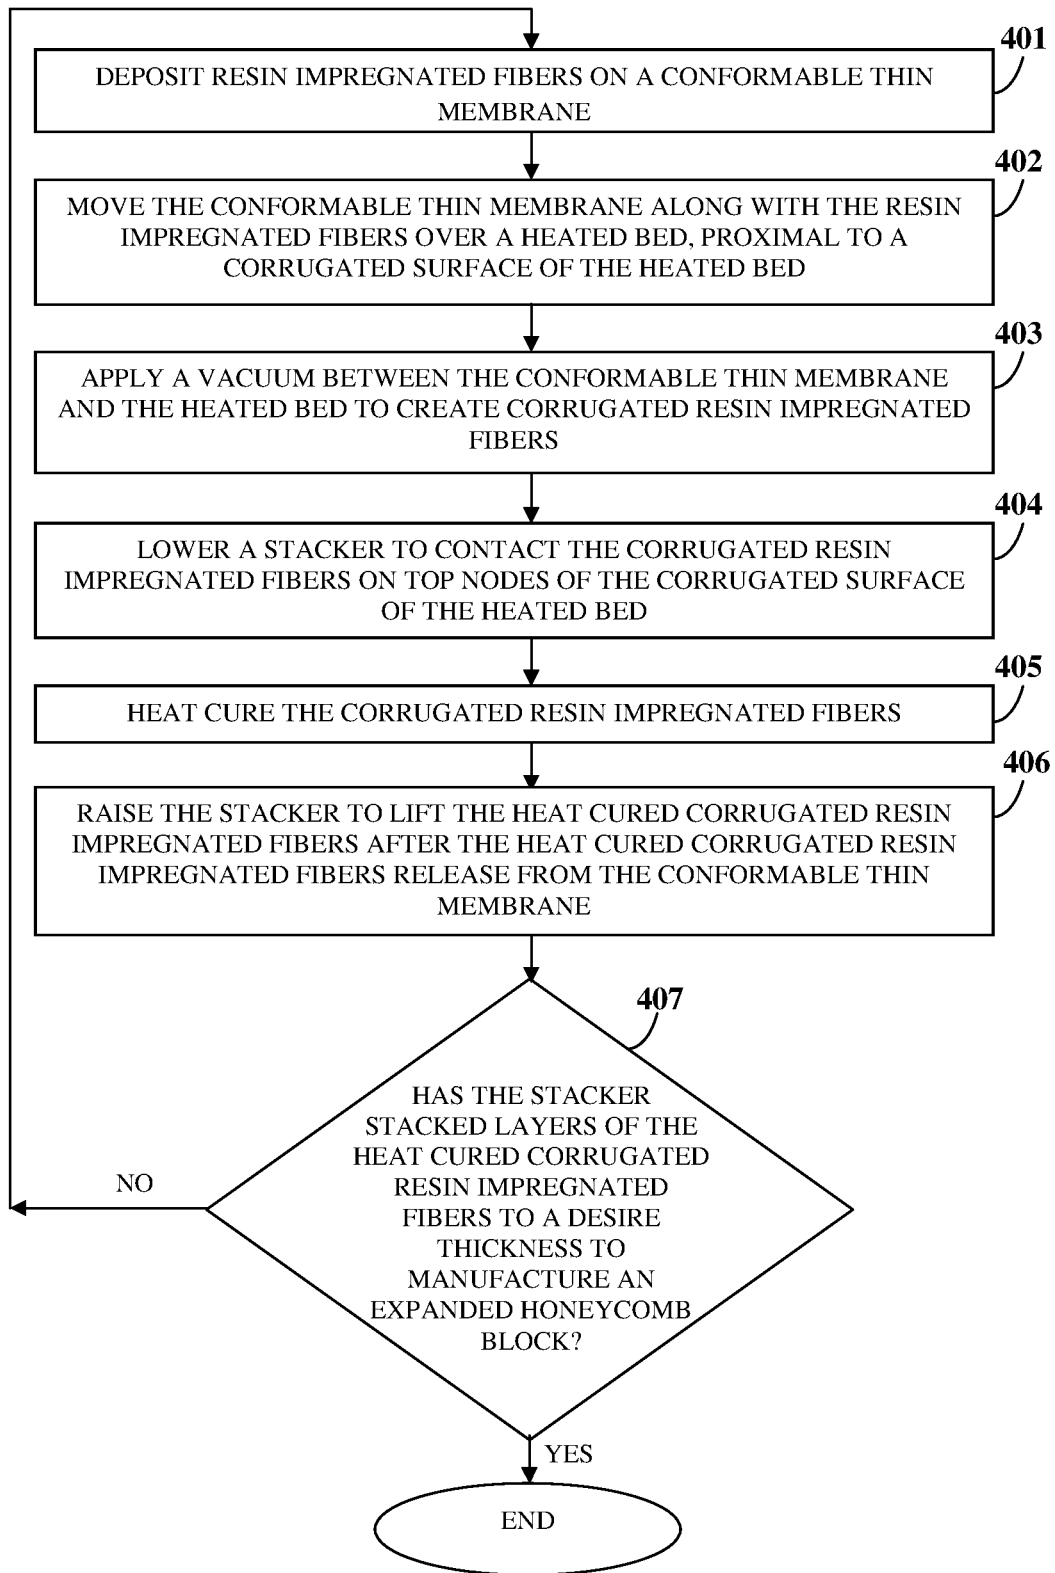 401
DEPOSIT RESIN IMPREGNATED FIBERS ON A CONFORMABLE THIN
MEMBRANE
402
MOVE THE CONFORMABLE THIN MEMBRANE ALONG WITH THE RESIN
IMPREGNATED FIBERS OVER A HEATED BED, PROXIMAL TO A
CORRUGATED SURFACE OF THE HEATED BED
403
APPLY A VACUUM BETWEEN THE CONFORMABLE THIN MEMBRANE
AND THE HEATED BED TO CREATE CORRUGATED RESIN IMPREGNATED
FIBERS
404
LOWER A STACKER TO CONTACT THE CORRUGATED RESIN
IMPREGNATED FIBERS ON TOP NODES OF THE CORRUGATED SURFACE
OF THE HEATED BED
405
HEAT CURE THE CORRUGATED RESIN IMPREGNATED FIBERS
406
RAISE THE STACKER TO LIFT THE HEAT CURED CORRUGATED RESIN
IMPREGNATED FIBERS AFTER THE HEAT CURED CORRUGATED RESIN
IMPREGNATED FIBERS RELEASE FROM THE CONFORMABLE THIN
MEMBRANE
407
HAS THE STACKER
STACKED LAYERS OF THE
HEAT CURED CORRUGATED
RESIN IMPREGNATED
FIBERS TO A DESIRE
THICKNESS TO
MANUFACTURE AN
EXPANDED HONEYCOMB
BLOCK?
NO
YES
END